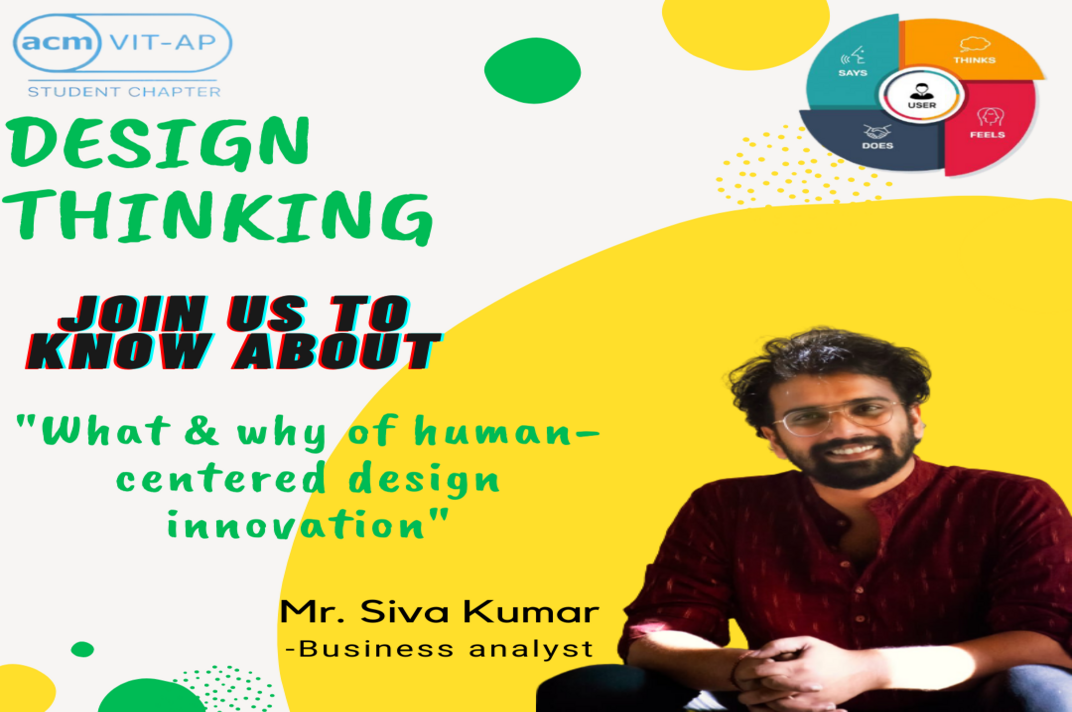 acm VIT-AP
STUDENT CHAPTER
DESIGN
THINKING
JOIN US TO
KNOW ABOUT
"What & why of human-
centered design
innovation"
Mr. Siva Kumar
-Business analyst
SAYS
THINKS
USER
DOES
FEELS